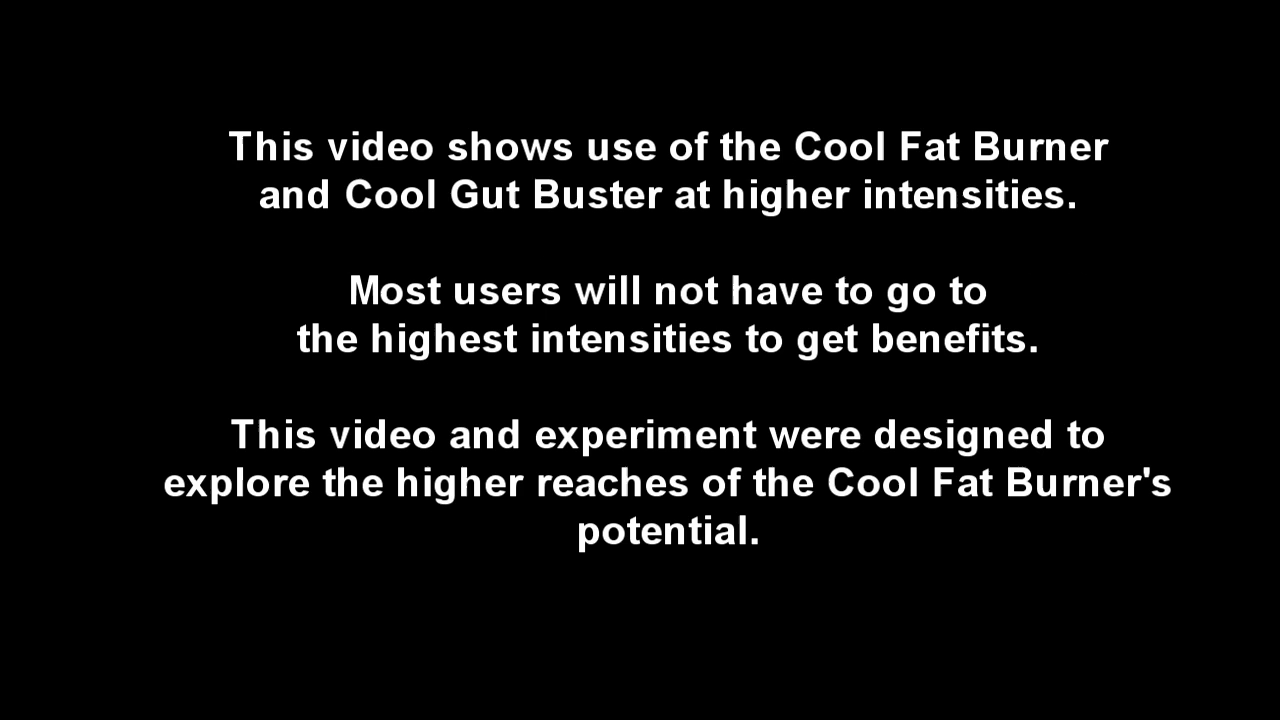 This video shows use of the Cool Fat Burner
and Cool Gut Buster at higher intensities.
Most users will not have to go to
the highest intensities to get benefits.
This video and experiment were designed to
explore the higher reaches of the Cool Fat Burner's
potential.